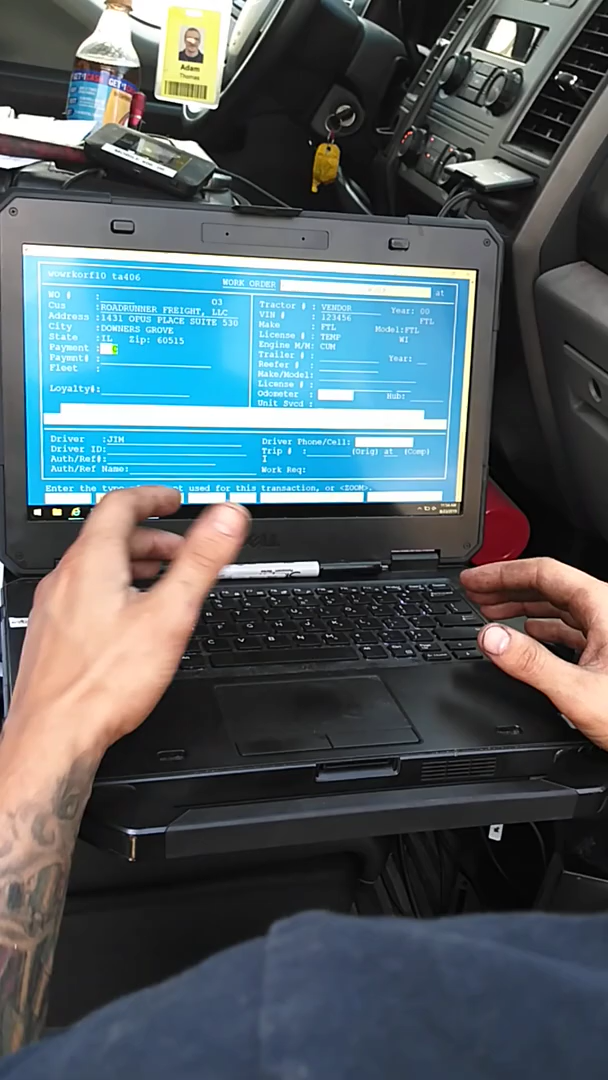 GET
Adam
Thomas
wowrkorf10 ta406
WORK ORDER
at
WO # :
03
Cus :ROADRUNNER FREIGHT, LLC
Address :1431 OPUS PLACE SUITE 530
City :DOWNERS GROVE
State :IL Zip: 60515
Payment :
Paymnt# :
Fleet :
Loyalty#:
Tractor # : VENDOR Year: 00
VIN # : 123456 FTL
Make : FTL Model:FTL
License # : TEMP WI
Engine M/M: CUM
Trailer # : Year:
Reefer # :
Make/Model:
License # :
Odometer : Hub:
Unit Svcd :
Driver :JIM
Driver ID:
Auth/Ref#:
Auth/Ref Name:
Driver Phone/Cell:
Trip # : (Orig) at (Comp)
Work Req:
Enter the type used for this transaction, or <ZOOM>.
DELL